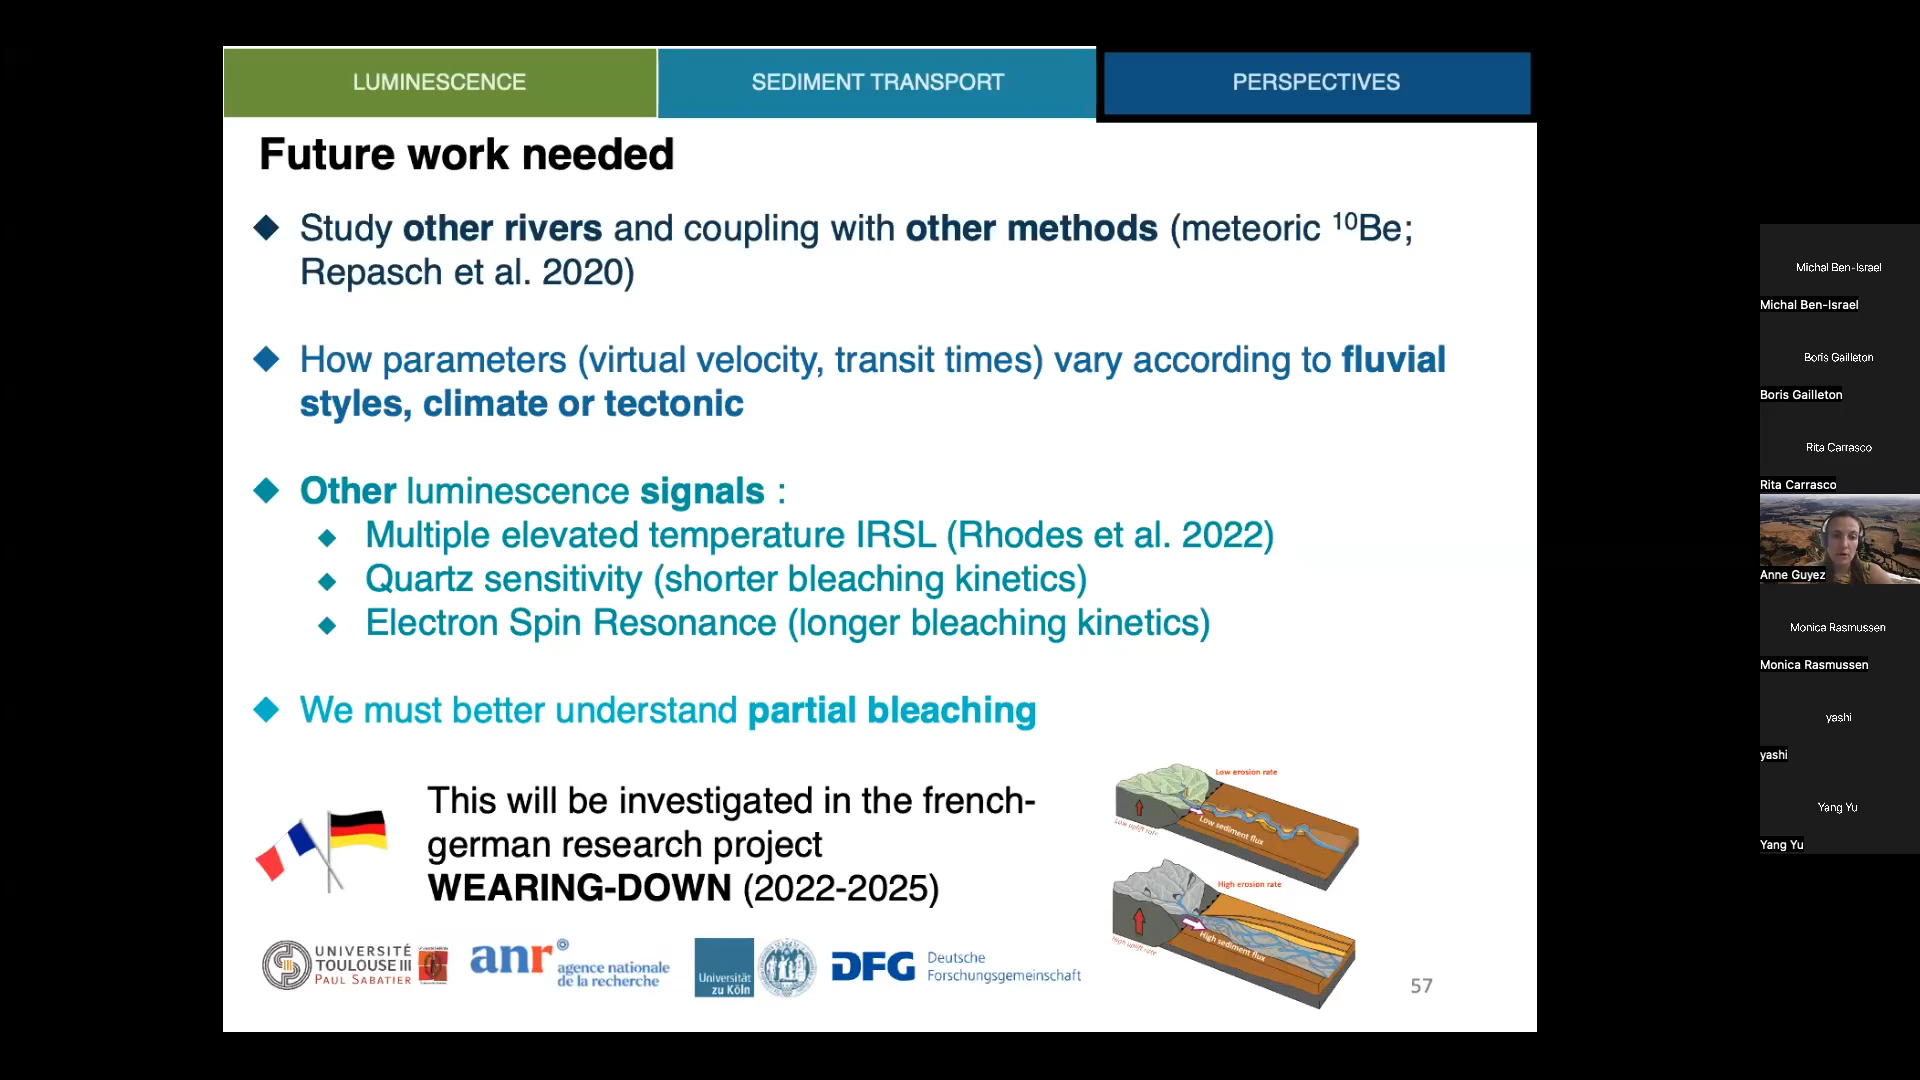 LUMINESCENCE
SEDIMENT TRANSPORT
PERSPECTIVES
Future work needed
Study other rivers and coupling with other methods (meteoric 10Be;
Repasch et al. 2020)
How parameters (virtual velocity, transit times) vary according to fluvial
styles, climate or tectonic
Other luminescence signals :
Multiple elevated temperature IRSL (Rhodes et al. 2022)
Quartz sensitivity (shorter bleaching kinetics)
Electron Spin Resonance (longer bleaching kinetics)
We must better understand partial bleaching
This will be investigated in the french-
german research project
WEARING-DOWN (2022-2025)
Low erosion rate
Low uplift rate
Low sediment flux
High erosion rate
High uplift rate
High sediment flux
UNIVERSITÉ
TOULOUSE III
PAUL SABATIER
anr
agence nationale
de la recherche
Universität
zu Köln
DFG
Deutsche
Forschungsgemeinschaft
57
Michal Ben-Israel
Michal Ben-Israel
Boris Gailleton
Boris Gailleton
Rita Carrasco
Rita Carrasco
Anne Guyez
Monica Rasmussen
Monica Rasmussen
yashi
yashi
Yang Yu
Yang Yu